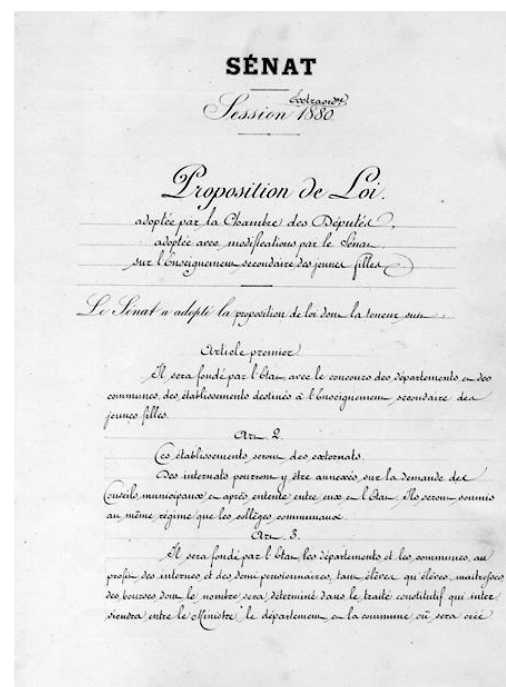 SÉNAT
Session Extraordre 1880
Proposition de Loi.
adoptée par la Chambre des Députés,
adoptée avec modifications par le Sénat
sur l'Enseignement secondaire des jeunes filles
Le Sénat a adopté la proposition de loi dont la teneur suit :
Article premier
Il sera fondé par l'État, avec le concours des départements et des
communes, des établissements destinés à l'Enseignement secondaire des
jeunes filles.
Art. 2.
Ces établissements seront des externats.
Des internats pourront y être annexés, sur la demande des
Conseils municipaux et après entente entre eux et l'État. Ils seront soumis
au même régime que les collèges communaux.
Art. 3.
Il sera fondé par l'État, les départements et les communes, au
profit des internes et des demi-pensionnaires, tant élèves qu'élèves-maîtresses
des bourses dont le nombre sera déterminé dans le traité constitutif qui inter
viendra entre le Ministre, le département et la commune où sera créé